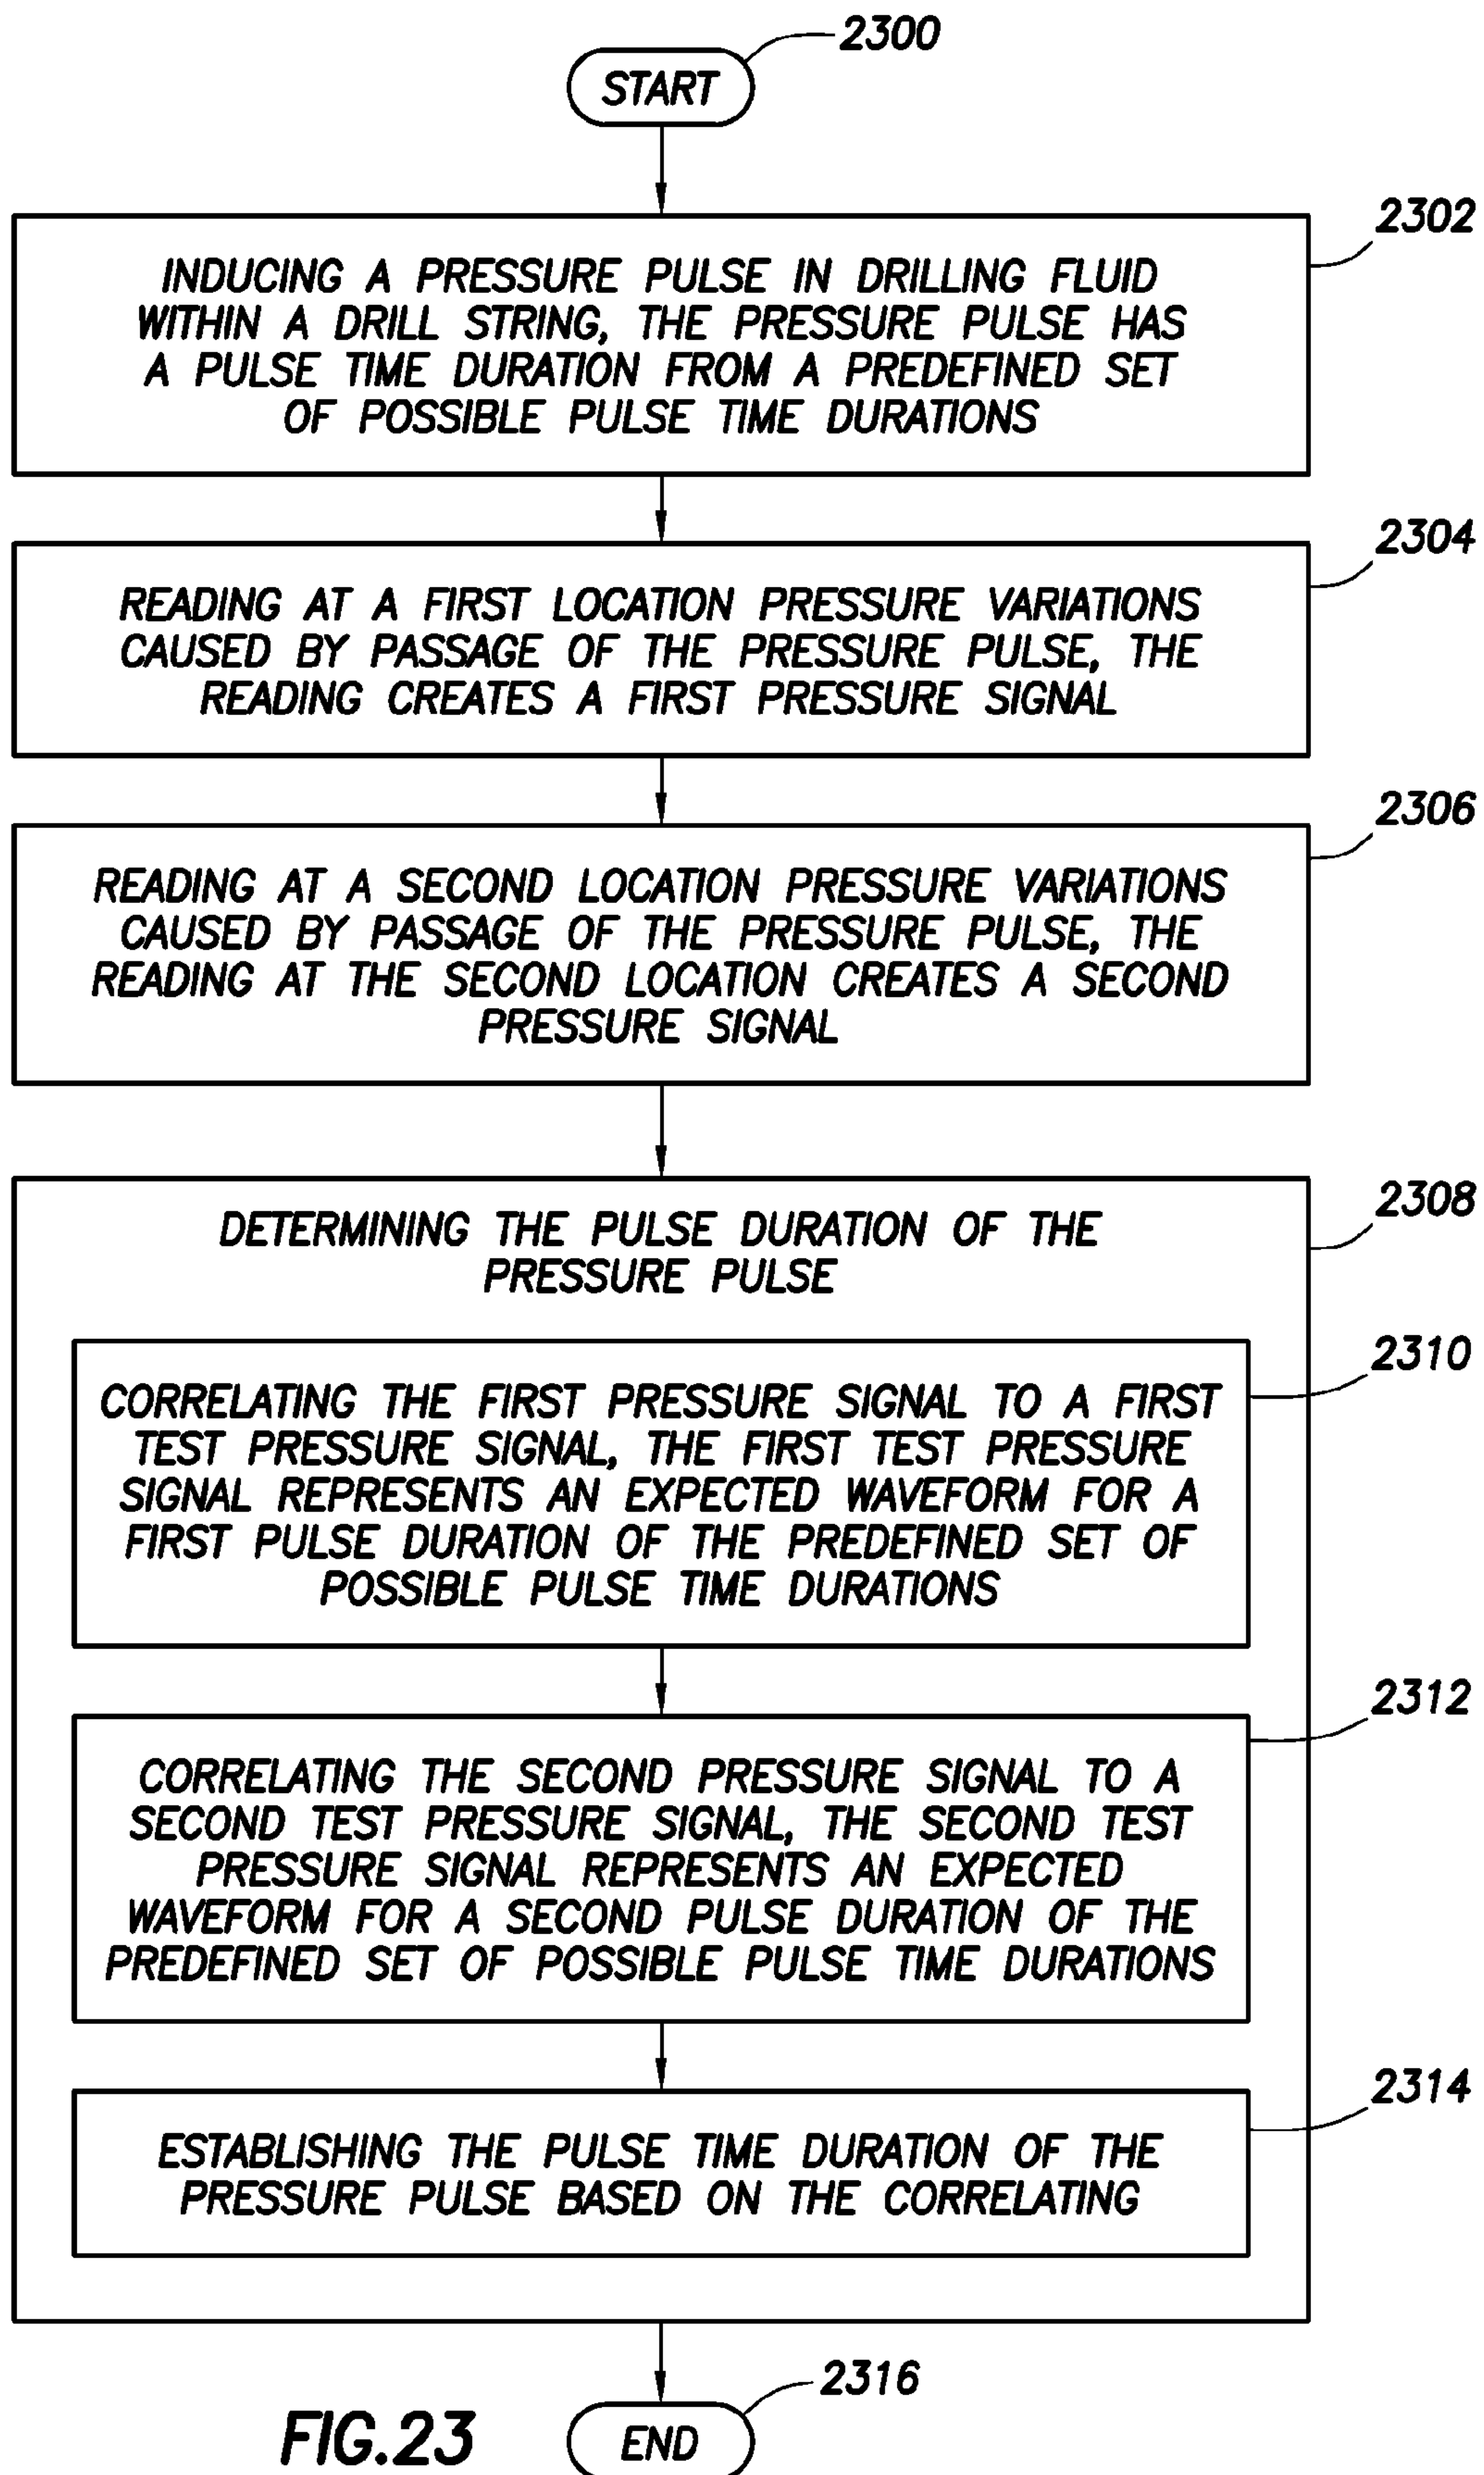 2300
START
2302
INDUCING A PRESSURE PULSE IN DRILLING FLUID
WITHIN A DRILL STRING, THE PRESSURE PULSE HAS
A PULSE TIME DURATION FROM A PREDEFINED SET
OF POSSIBLE PULSE TIME DURATIONS
2304
READING AT A FIRST LOCATION PRESSURE VARIATIONS
CAUSED BY PASSAGE OF THE PRESSURE PULSE, THE
READING CREATES A FIRST PRESSURE SIGNAL
2306
READING AT A SECOND LOCATION PRESSURE VARIATIONS
CAUSED BY PASSAGE OF THE PRESSURE PULSE, THE
READING AT THE SECOND LOCATION CREATES A SECOND
PRESSURE SIGNAL
2308
DETERMINING THE PULSE DURATION OF THE
PRESSURE PULSE
2310
CORRELATING THE FIRST PRESSURE SIGNAL TO A FIRST
TEST PRESSURE SIGNAL, THE FIRST TEST PRESSURE
SIGNAL REPRESENTS AN EXPECTED WAVEFORM FOR A
FIRST PULSE DURATION OF THE PREDEFINED SET OF
POSSIBLE PULSE TIME DURATIONS
2312
CORRELATING THE SECOND PRESSURE SIGNAL TO A
SECOND TEST PRESSURE SIGNAL, THE SECOND TEST
PRESSURE SIGNAL REPRESENTS AN EXPECTED
WAVEFORM FOR A SECOND PULSE DURATION OF THE
PREDEFINED SET OF POSSIBLE PULSE TIME DURATIONS
2314
ESTABLISHING THE PULSE TIME DURATION OF THE
PRESSURE PULSE BASED ON THE CORRELATING
2316
END
FIG.23